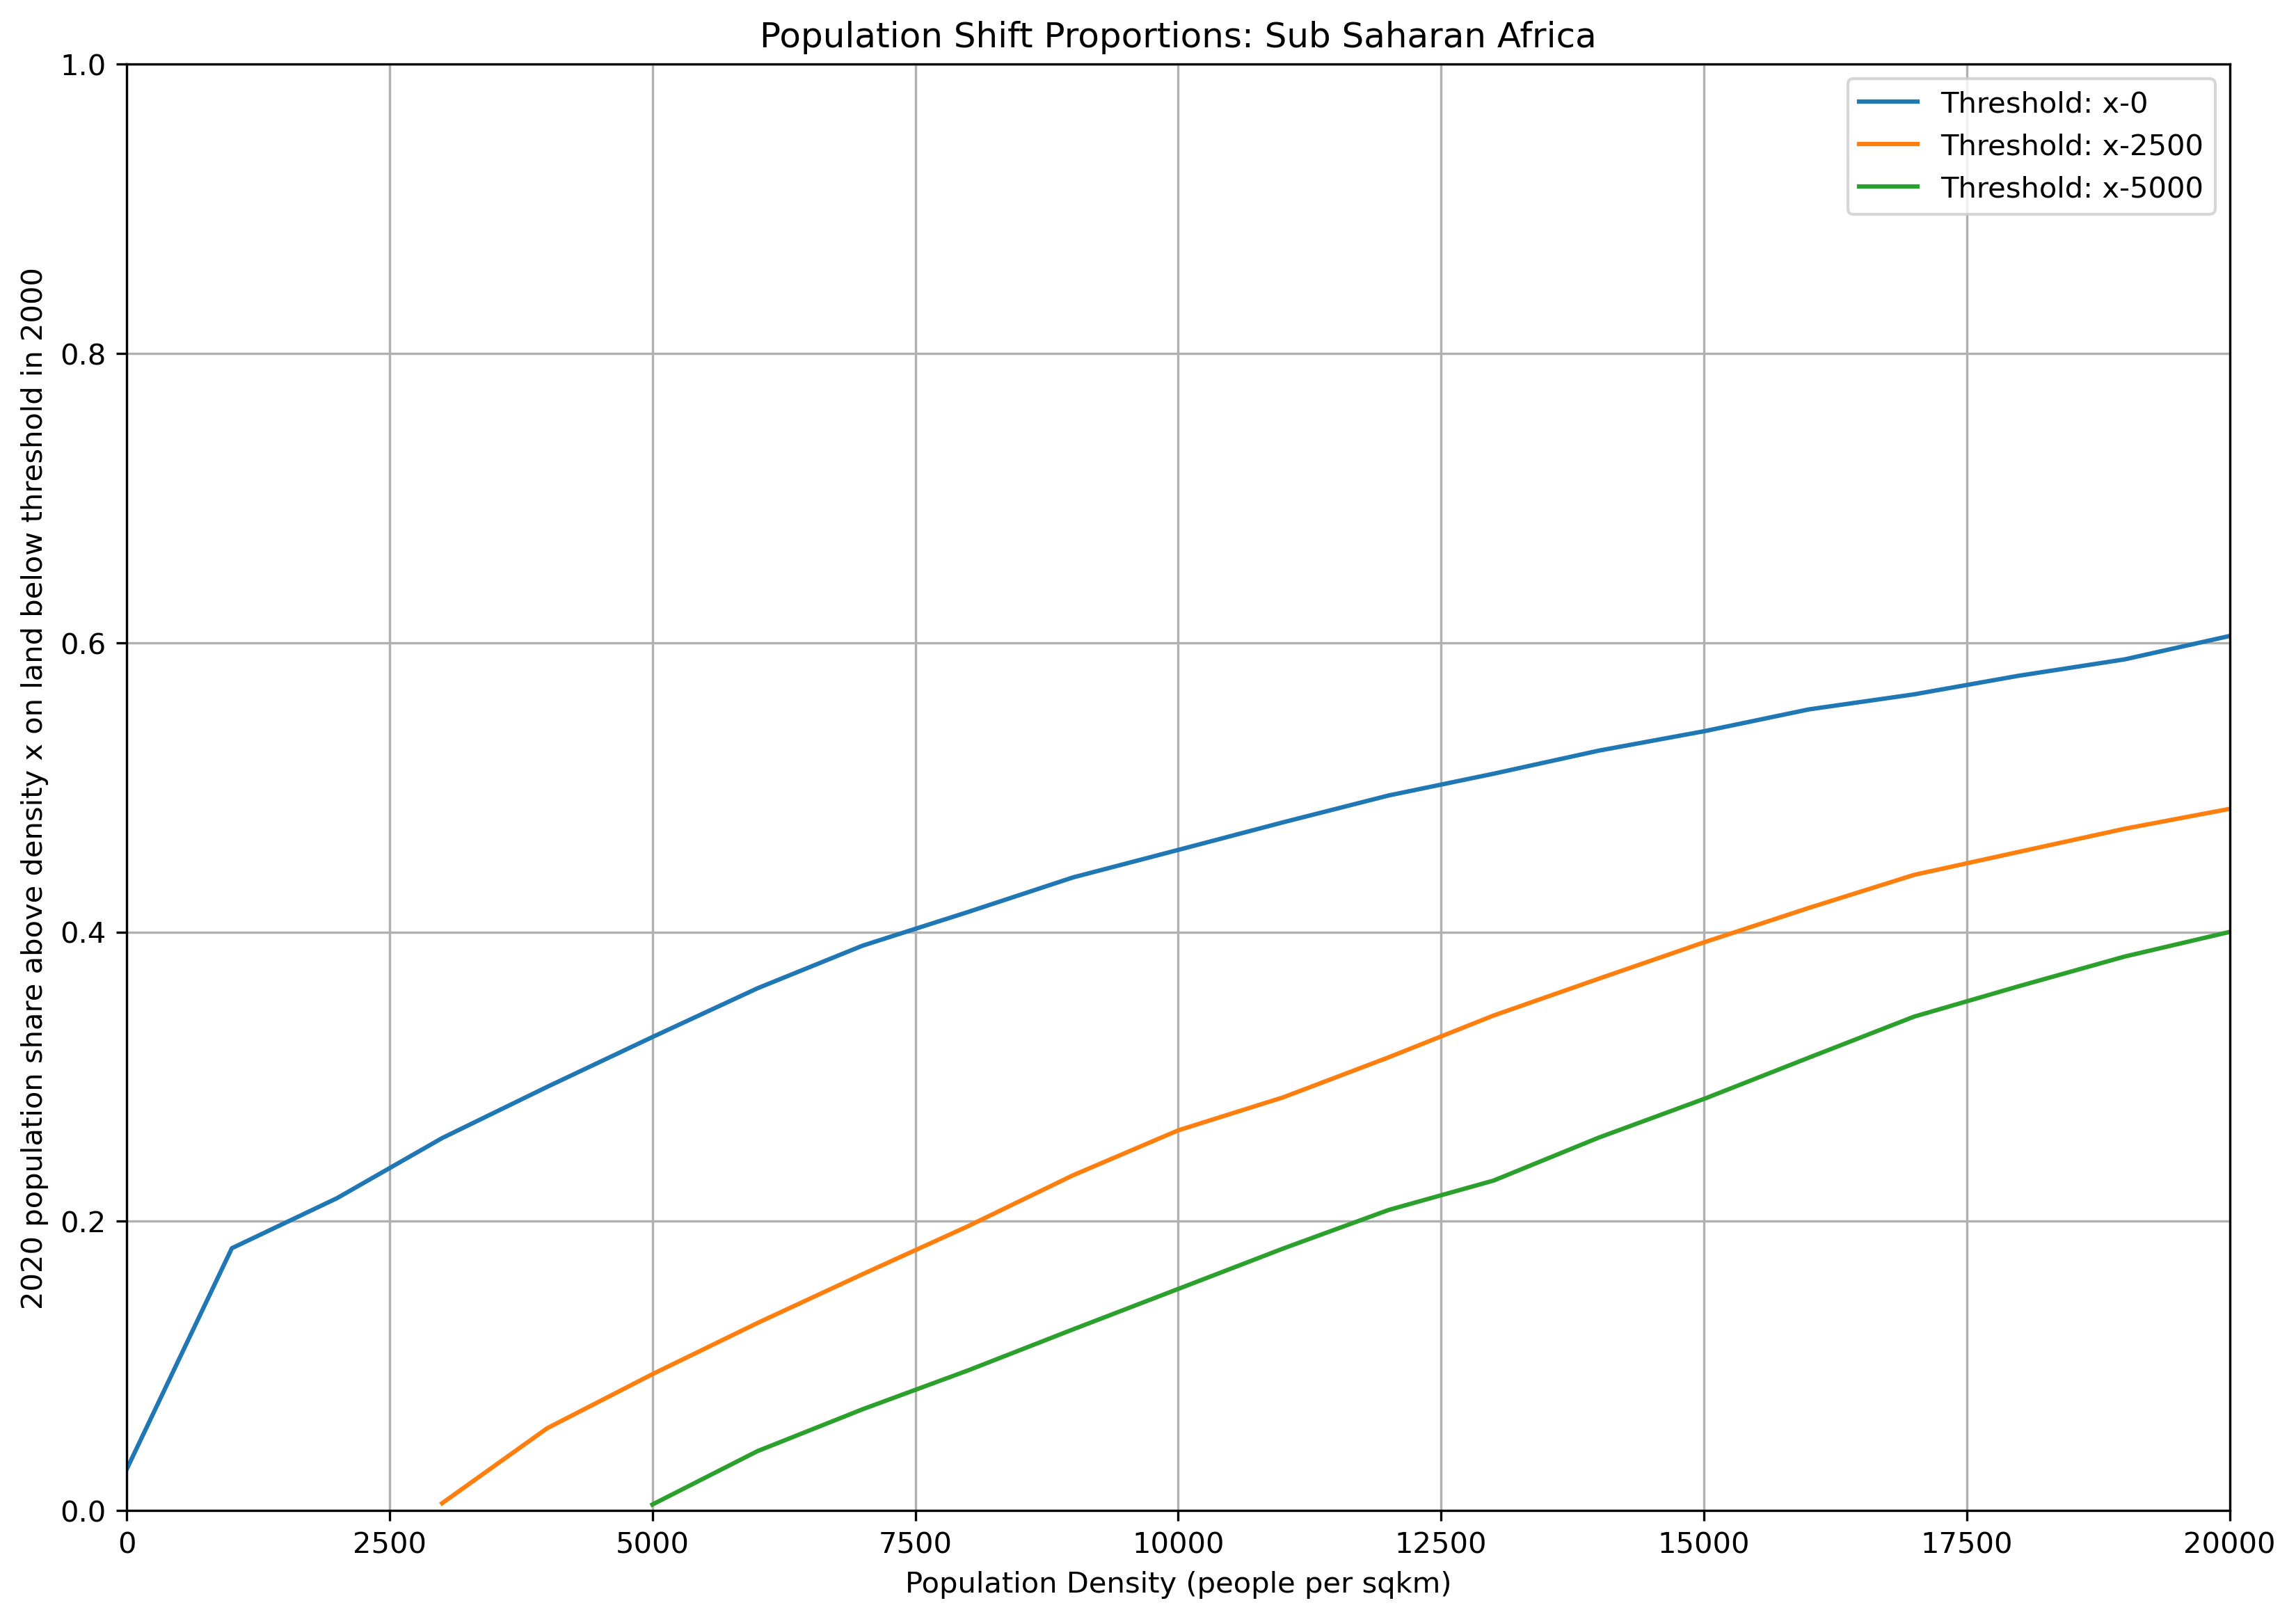 Population Shift Proportions: Sub Saharan Africa
Threshold: x-0
Threshold: x-2500
Threshold: x-5000
2020 population share above density x on land below threshold in 2000
1.0
0.8
0.6
0.4
0.2
0.0
0 2500 5000 7500 10000 12500 15000 17500 20000
Population Density (people per sqkm)